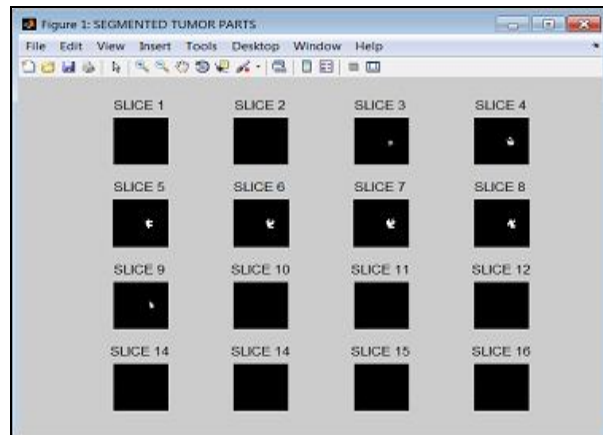 Figure 1: SEGMENTED TUMOR PARTS
File Edit View Insert Tools Desktop Window Help
SLICE 1 SLICE 2 SLICE 3 SLICE 4
SLICE 5 SLICE 6 SLICE 7 SLICE 8
SLICE 9 SLICE 10 SLICE 11 SLICE 12
SLICE 14 SLICE 14 SLICE 15 SLICE 16